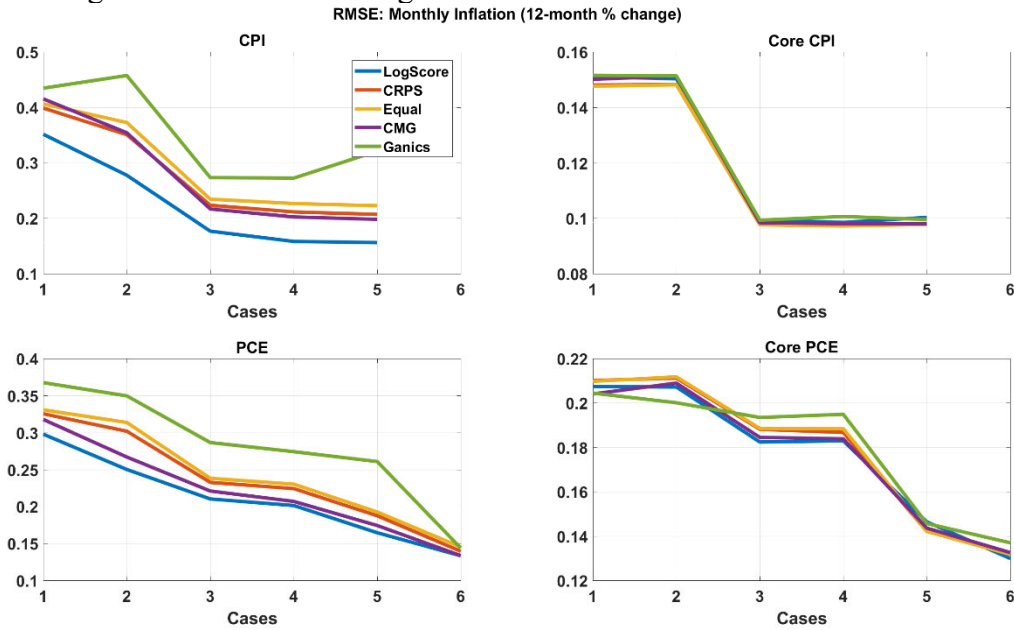 RMSE: Monthly Inflation (12-month % change)
CPI
0.5
0.4
0.3
0.2
0.1
1 2 3 4 5 6
Cases
LogScore
CRPS
Equal
CMG
Ganics
Core CPI
0.16
0.14
0.12
0.1
0.08
1 2 3 4 5 6
Cases
PCE
0.4
0.35
0.3
0.25
0.2
0.15
0.1
1 2 3 4 5 6
Cases
Core PCE
0.22
0.2
0.18
0.16
0.14
0.12
1 2 3 4 5 6
Cases